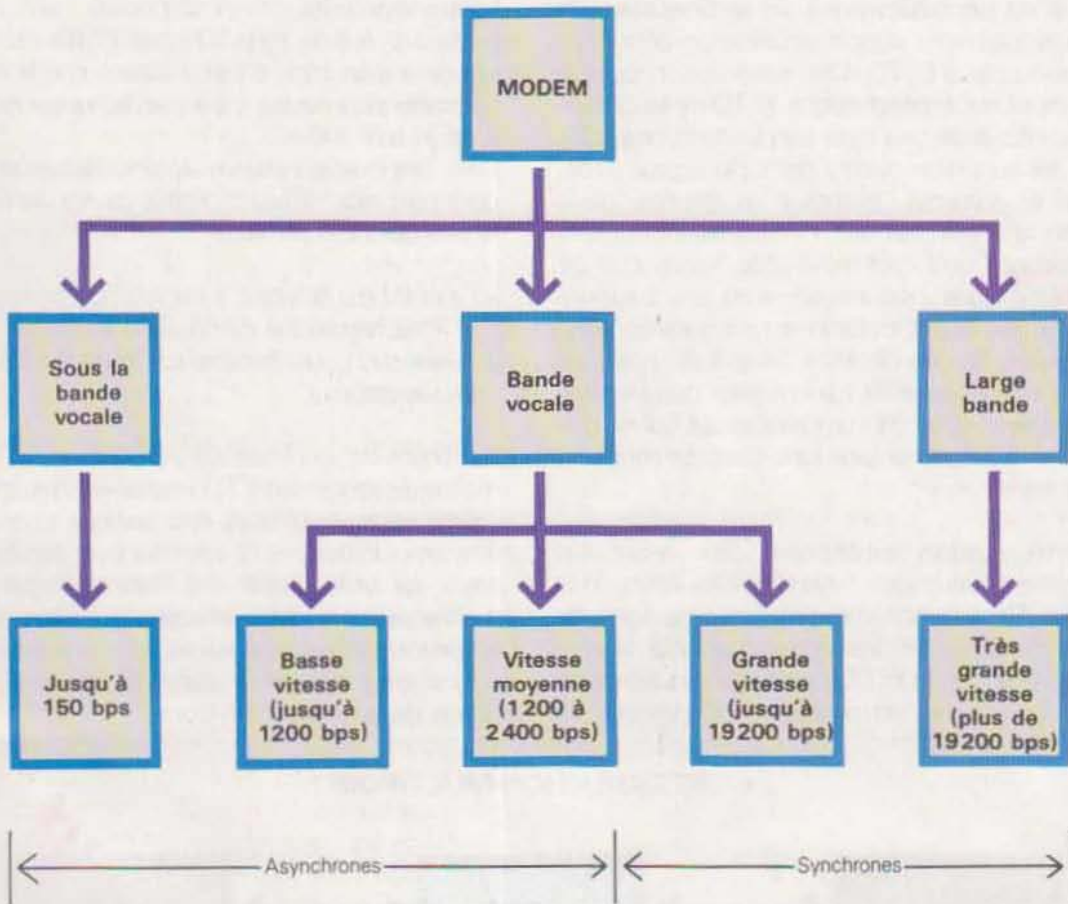 MODEM
Sous la
bande
vocale
Bande
vocale
Large
bande
Jusqu'à
150 bps
Basse
vitesse
(jusqu'à
1200 bps)
Vitesse
moyenne
(1200 à
2400 bps)
Grande
vitesse
(jusqu'à
19200 bps)
Très
grande
vitesse
(plus de
19200 bps)
Asynchrones
Synchrones